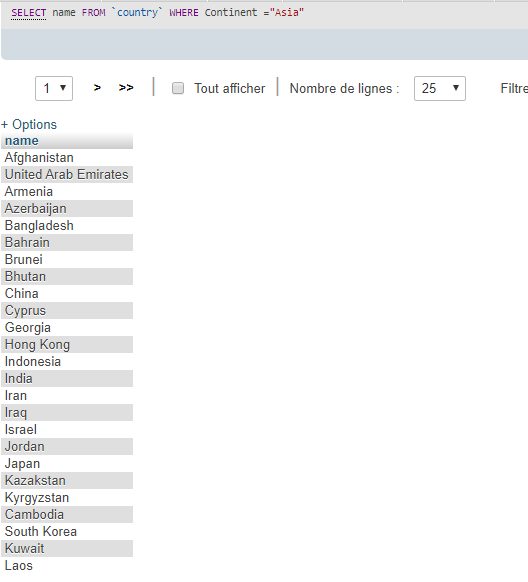 SELECT name FROM `country` WHERE Continent ="Asia"
1 > >> | Tout afficher | Nombre de lignes : 25 Filtre
+ Options
name
Afghanistan
United Arab Emirates
Armenia
Azerbaijan
Bangladesh
Bahrain
Brunei
Bhutan
China
Cyprus
Georgia
Hong Kong
Indonesia
India
Iran
Iraq
Israel
Jordan
Japan
Kazakstan
Kyrgyzstan
Cambodia
South Korea
Kuwait
Laos